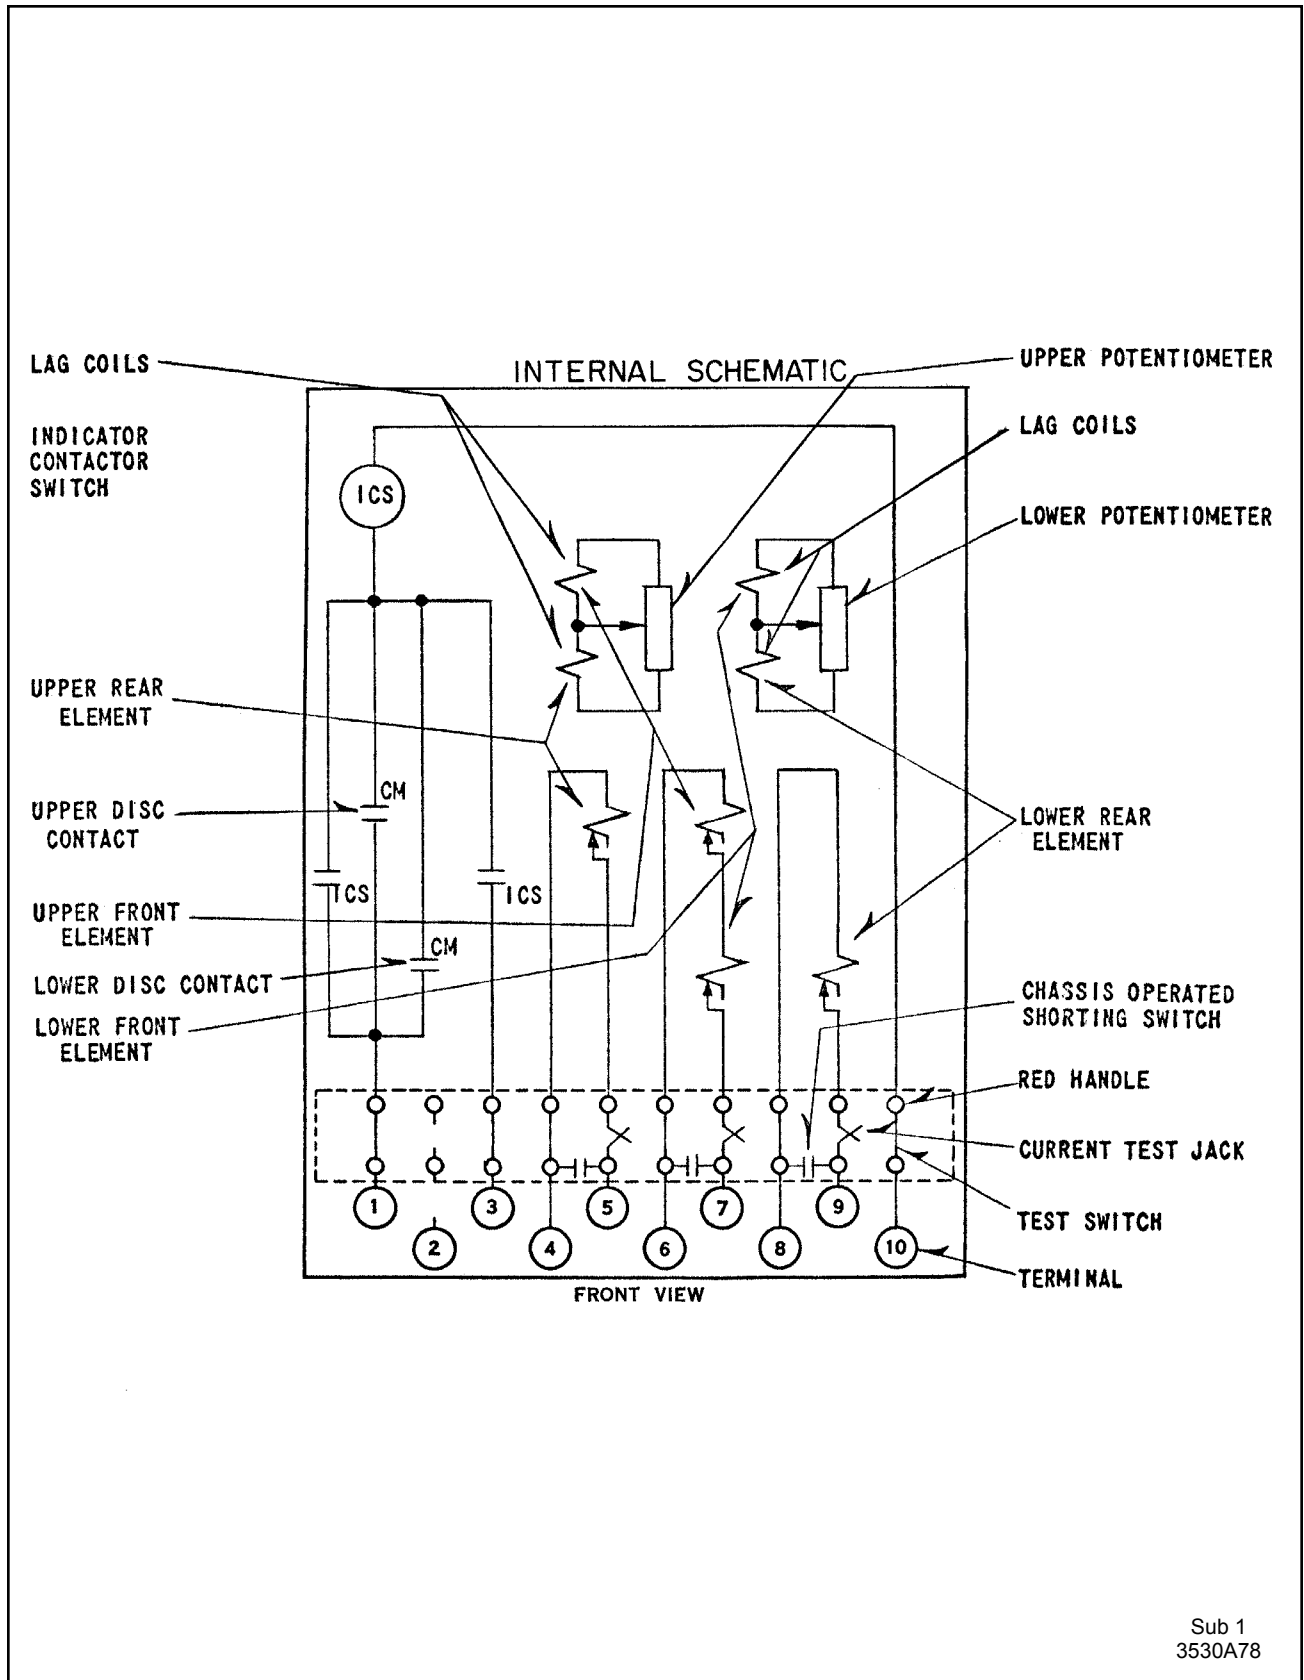 INTERNAL SCHEMATIC
LAG COILS
INDICATOR
CONTACTOR
SWITCH
ICS
UPPER REAR
ELEMENT
UPPER DISC
CONTACT
CM
ICS
ICS
UPPER FRONT
ELEMENT
CM
LOWER DISC CONTACT
LOWER FRONT
ELEMENT
UPPER POTENTIOMETER
LAG COILS
LOWER POTENTIOMETER
LOWER REAR
ELEMENT
CHASSIS OPERATED
SHORTING SWITCH
RED HANDLE
CURRENT TEST JACK
TEST SWITCH
TERMINAL
1 3 5 7 9
2 4 6 8 10
FRONT VIEW
Sub 1
3530A78